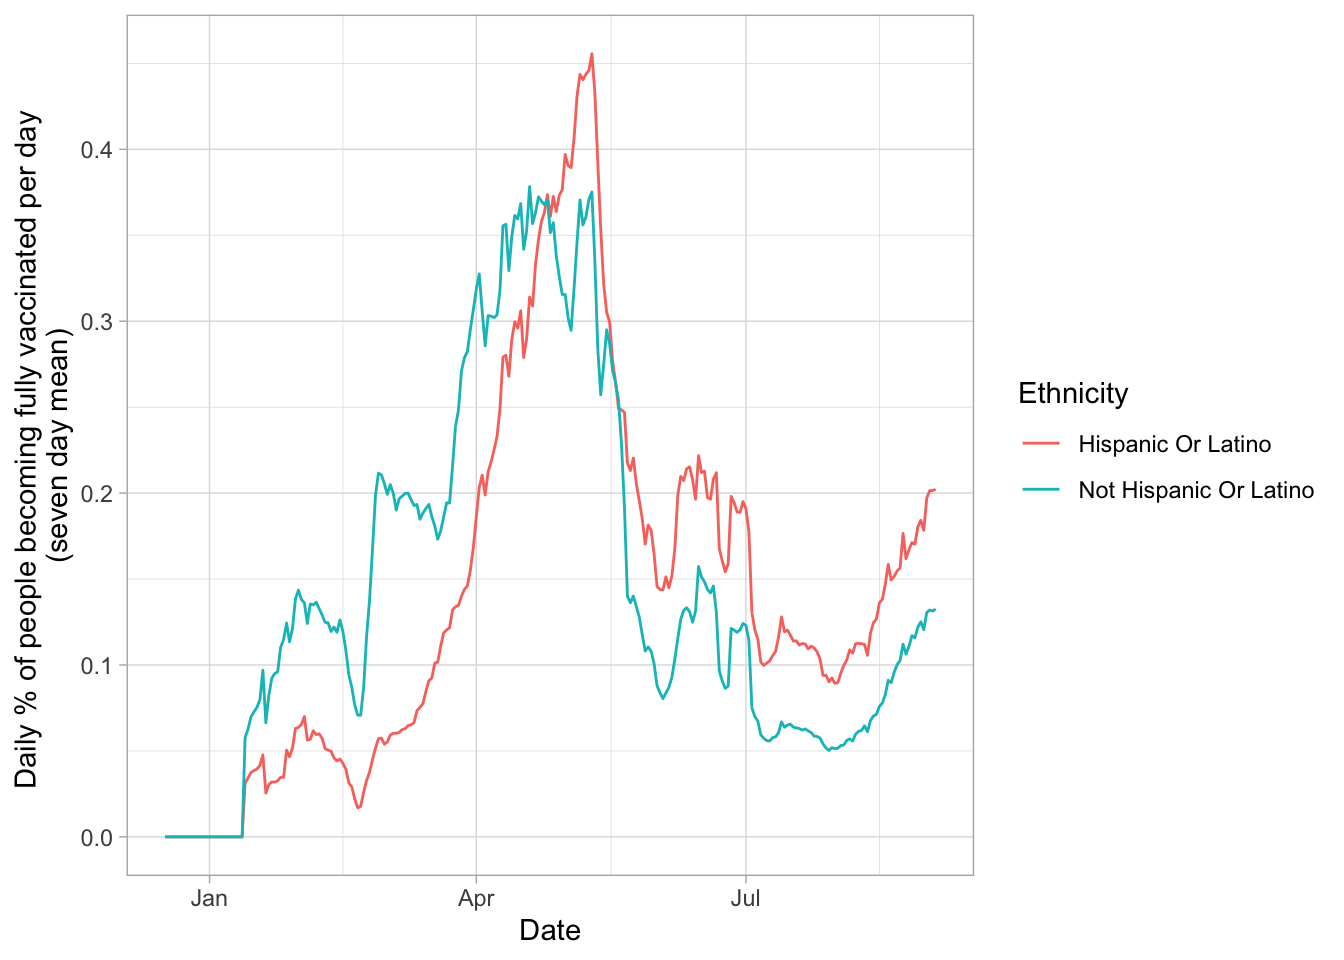 Daily % of people becoming fully vaccinated per day
(seven day mean)
0.4
0.3
0.2
0.1
0.0
Jan
Apr
Jul
Date
Ethnicity
Hispanic Or Latino
Not Hispanic Or Latino